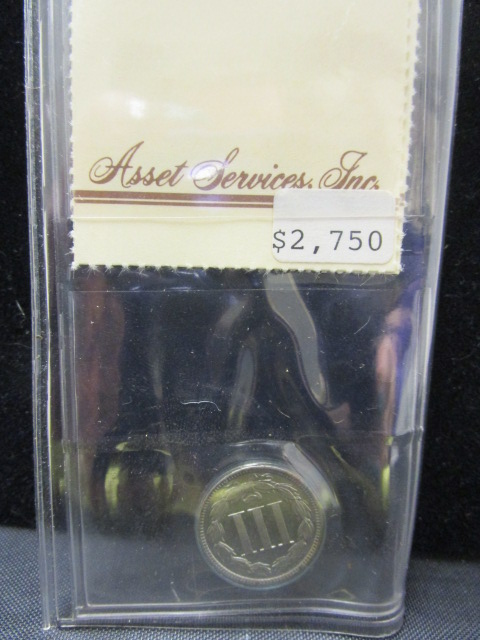 Asset Services, Inc.
$2,750
III